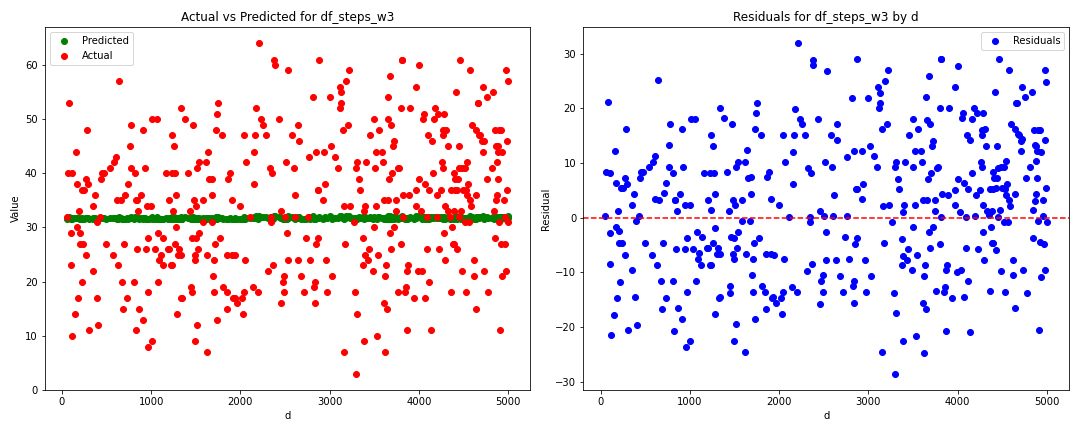 Actual vs Predicted for df_steps_w3
Predicted
Actual
Value
60
50
40
30
20
10
0
0
1000
2000
3000
4000
5000
d
Residuals for df_steps_w3 by d
Residuals
Residual
30
20
10
0
−10
−20
−30
0
1000
2000
3000
4000
5000
d